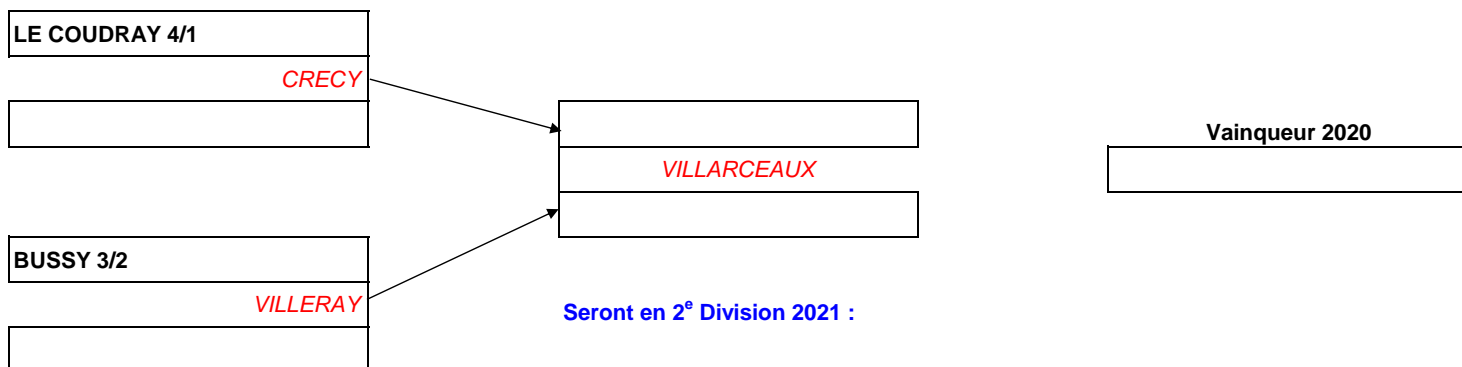 LE COUDRAY 4/1
CRECY
VILLARCEAUX
Vainqueur 2020
BUSSY 3/2
VILLERAY
Seront en 2e Division 2021 :